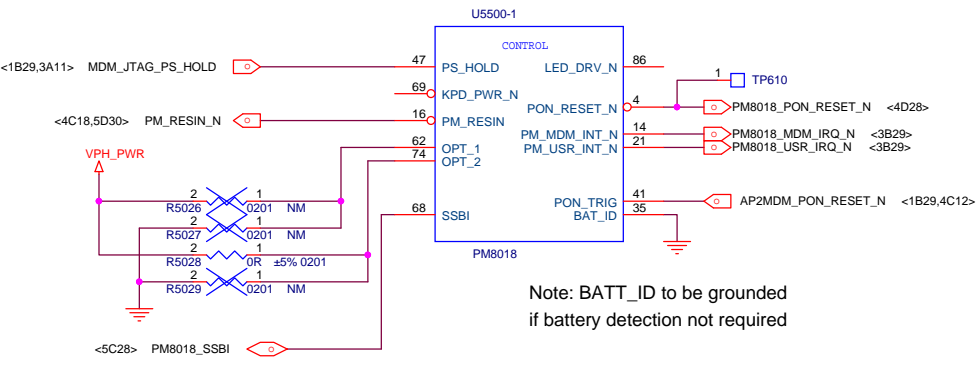 U5500-1
CONTROL
<1B29,3A11> MDM_JTAG_PS_HOLD 47 PS_HOLD LED_DRV_N 86
1 TP610
69 KPD_PWR_N
PON_RESET_N 4 PM8018_PON_RESET_N <4D28>
<4C18,5D30> PM_RESIN_N 16 PM_RESIN
PM_MDM_INT_N 14 PM8018_MDM_IRQ_N <3B29>
62 OPT_1 PM_USR_INT_N 21 PM8018_USR_IRQ_N <3B29>
VPH_PWR 74 OPT_2
2 1
R5026 0201 NM
PON_TRIG 41 AP2MDM_PON_RESET_N <1B29,4C12>
68 SSBI BAT_ID 35
2 1
R5027 0201 NM
2 1
R5028 0R ±5% 0201
PM8018
2 1
R5029 0201 NM
Note: BATT_ID to be grounded
if battery detection not required
<5C28> PM8018_SSBI